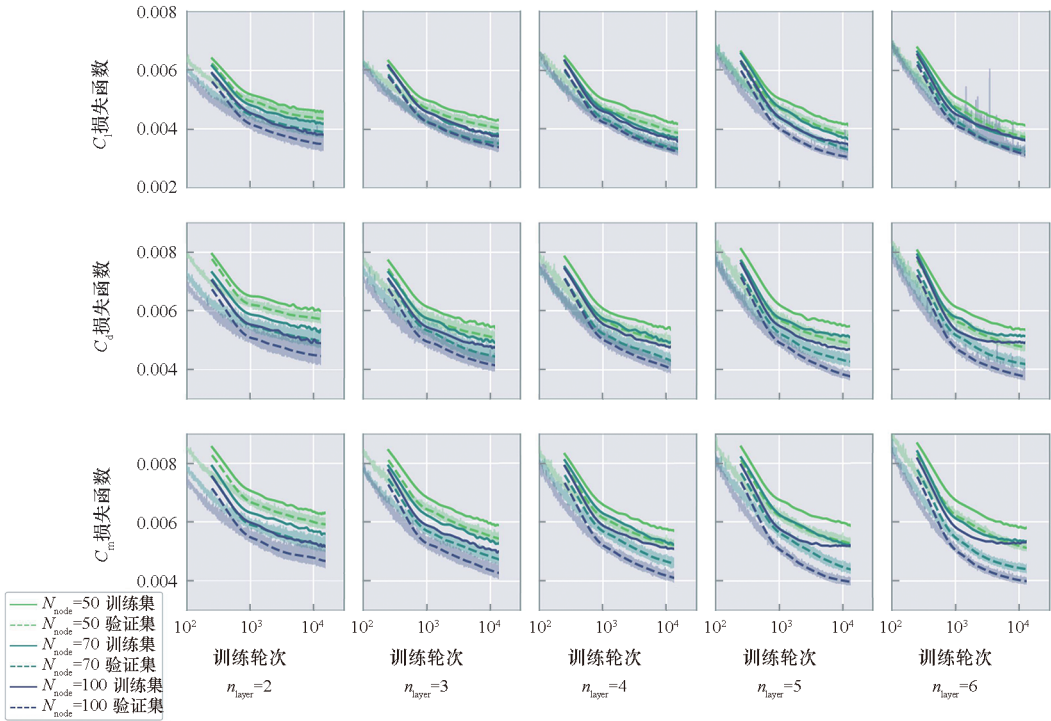 0.008
0.006
0.004
0.002
Cl损失函数
0.008
0.006
0.004
Cd损失函数
0.008
0.006
0.004
Cm损失函数
10² 10³ 10⁴ 10² 10³ 10⁴ 10² 10³ 10⁴ 10² 10³ 10⁴ 10² 10³ 10⁴
训练轮次 训练轮次 训练轮次 训练轮次 训练轮次
nlayer=2 nlayer=3 nlayer=4 nlayer=5 nlayer=6
Nnode=50 训练集
Nnode=50 验证集
Nnode=70 训练集
Nnode=70 验证集
Nnode=100 训练集
Nnode=100 验证集